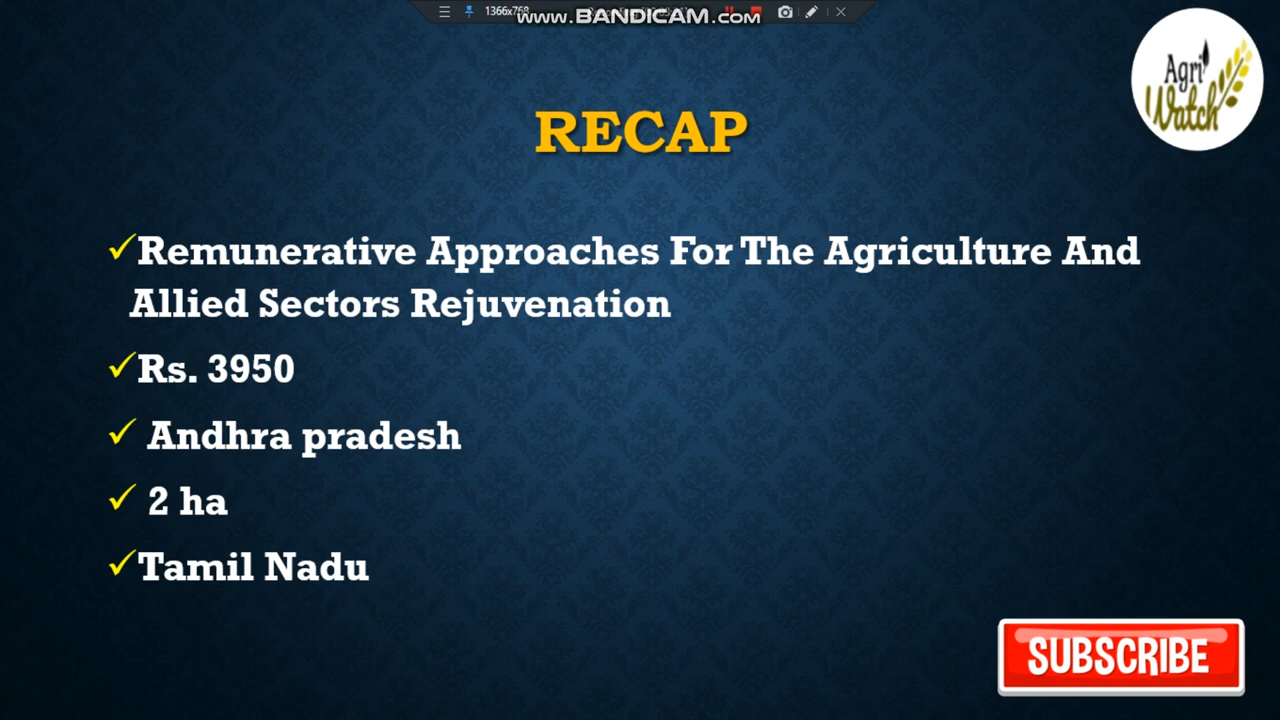 1366x768
www.BANDICAM.com
Agri
Watch
RECAP
Remunerative Approaches For The Agriculture And
Allied Sectors Rejuvenation
Rs. 3950
Andhra pradesh
2 ha
Tamil Nadu
SUBSCRIBE